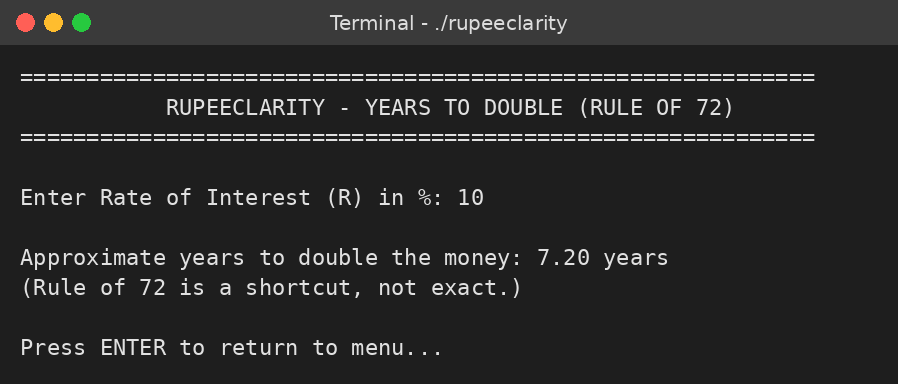 Terminal - ./rupeeclarity
============================================================
RUPEECLARITY - YEARS TO DOUBLE (RULE OF 72)
============================================================
Enter Rate of Interest (R) in %: 10
Approximate years to double the money: 7.20 years
(Rule of 72 is a shortcut, not exact.)
Press ENTER to return to menu...